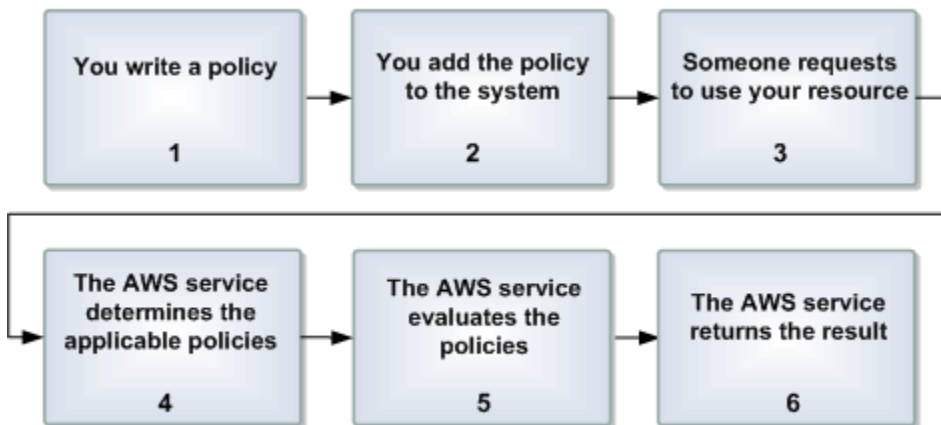 You write a policy
1
You add the policy
to the system
2
Someone requests
to use your resource
3
The AWS service
determines the
applicable policies
4
The AWS service
evaluates the
policies
5
The AWS service
returns the result
6